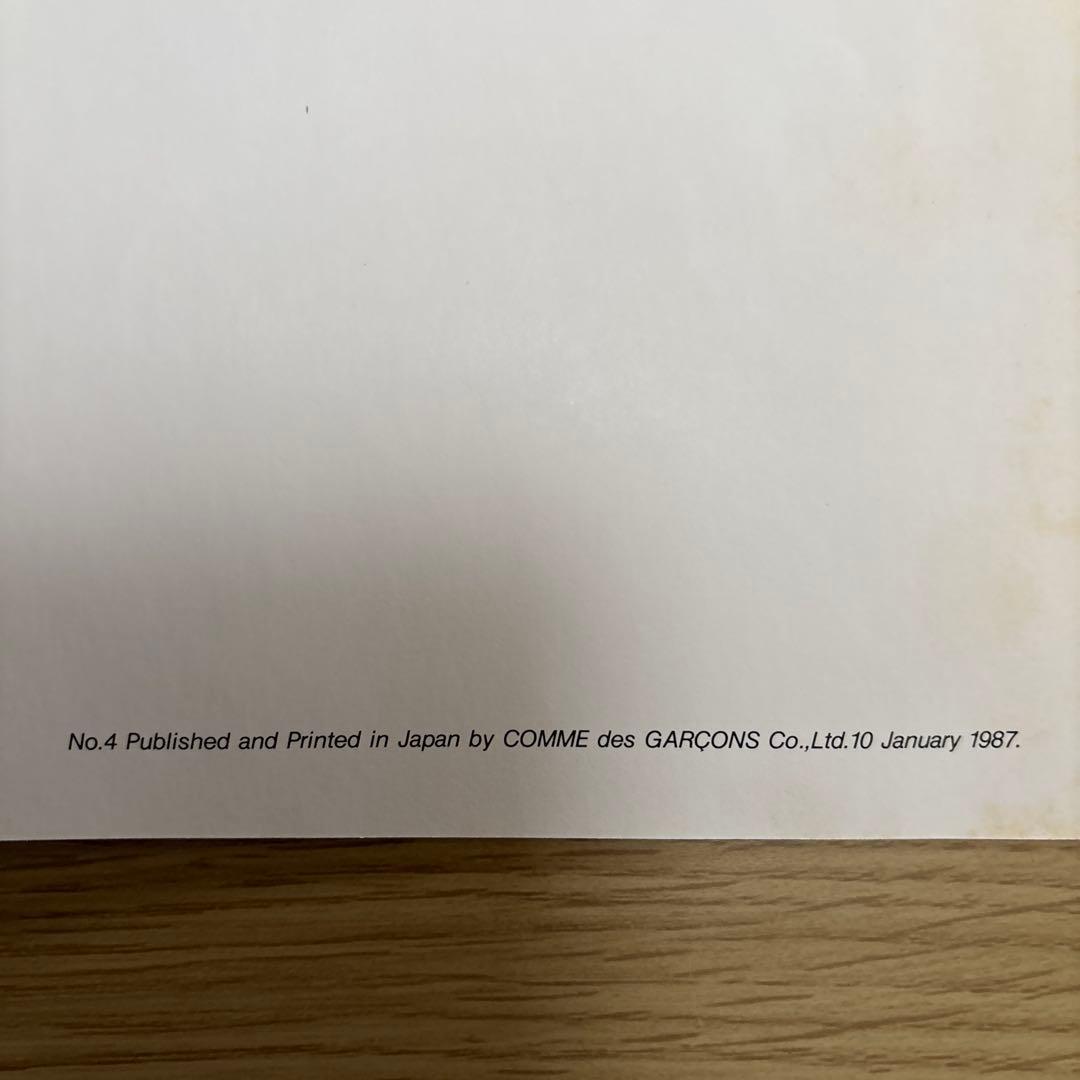 No.4 Published and Printed in Japan by COMME des GARÇONS Co.,Ltd.10 January 1987.